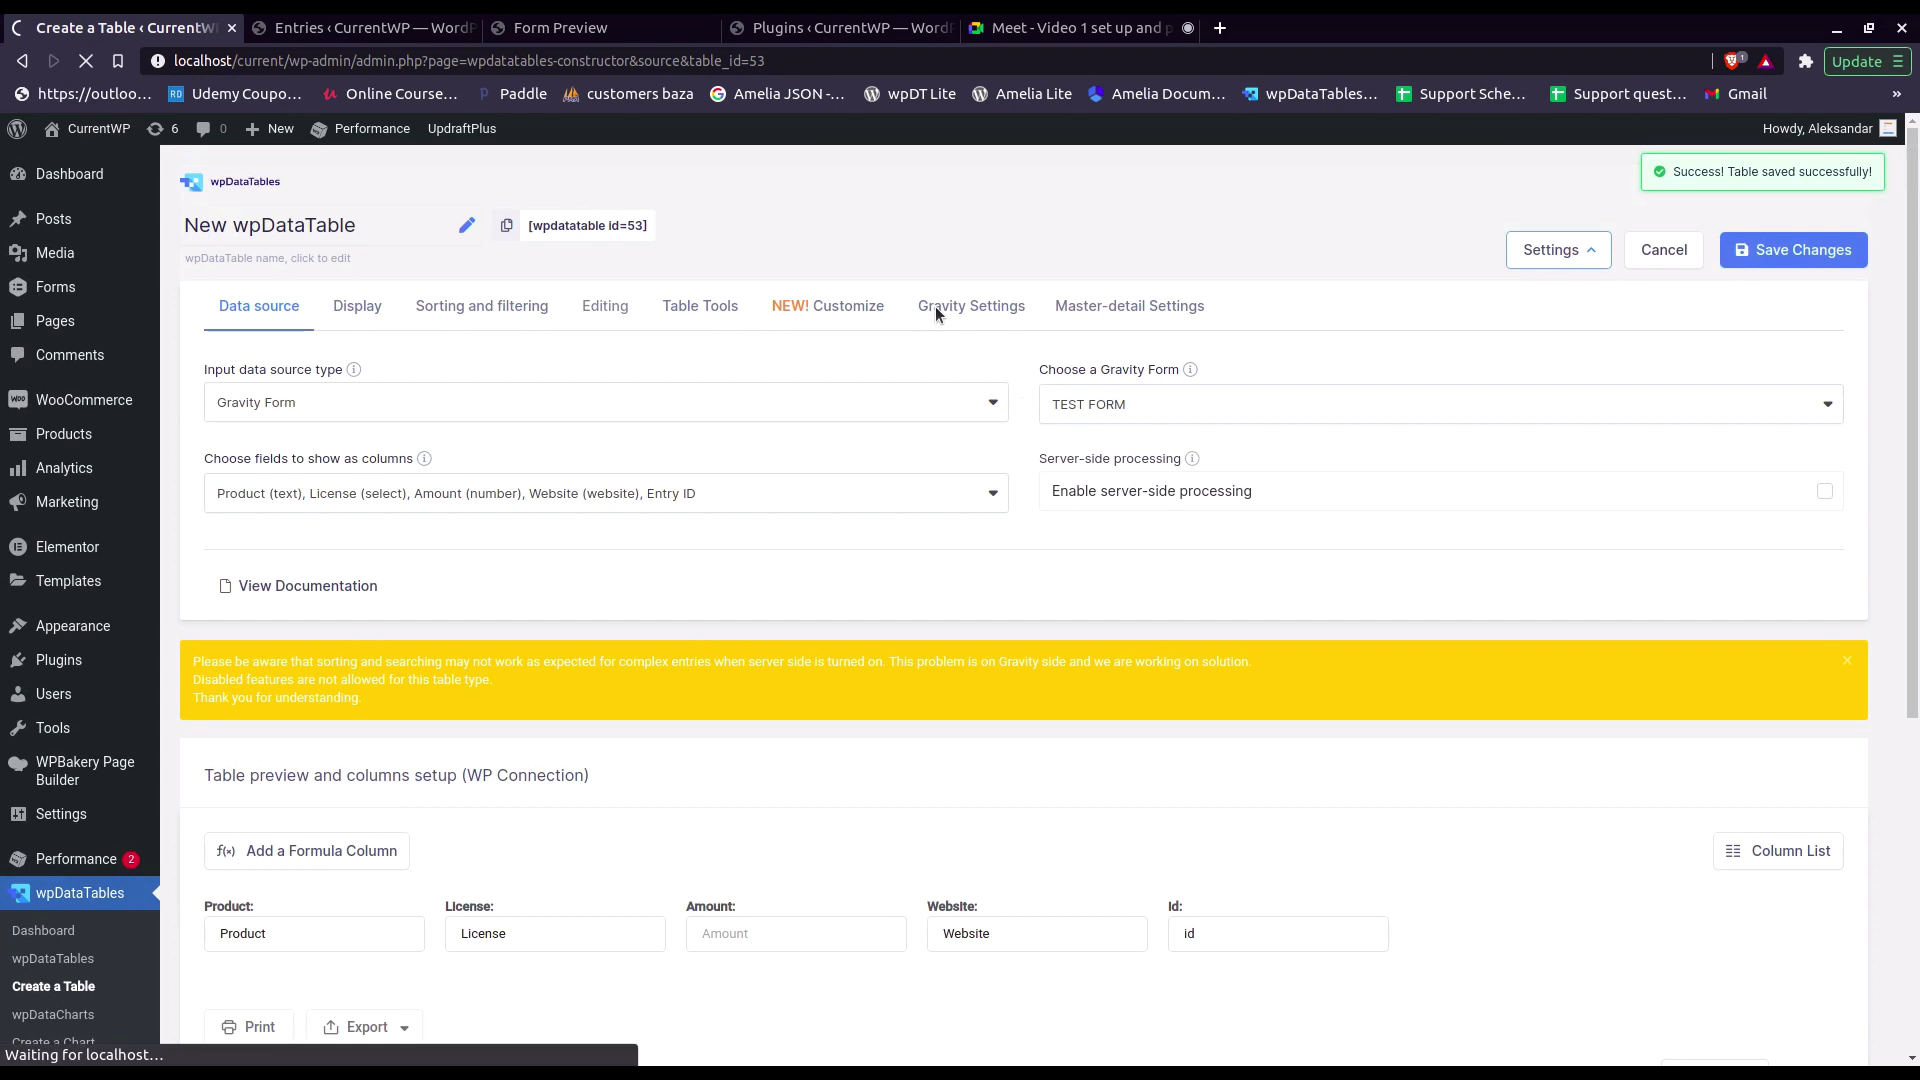 Create a Table ‹ CurrentW
Entries ‹ CurrentWP — WordP
Form Preview
Plugins ‹ CurrentWP — WordP
Meet - Video 1 set up and p
localhost/current/wp-admin/admin.php?page=wpdatatables-constructor&source&table_id=53
1
Update
https://outloo...
RD
Udemy Coupo...
Online Course...
Paddle
customers baza
Amelia JSON -...
wpDT Lite
Amelia Lite
Amelia Docum...
wpDataTables...
Support Sche...
Support quest...
Gmail
»
CurrentWP
6
0
New
Performance
UpdraftPlus
Howdy, Aleksandar
Dashboard
Posts
Media
Forms
Pages
Comments
WooCommerce
Products
Analytics
Marketing
Elementor
Templates
Appearance
Plugins
Users
Tools
WPBakery Page
Builder
Settings
Performance 2
wpDataTables
Dashboard
wpDataTables
Create a Table
wpDataCharts
Create a Chart
wpDataTables
Success! Table saved successfully!
New wpDataTable
[wpdatatable id=53]
wpDataTable name, click to edit
Settings
Cancel
Save Changes
Data source
Display
Sorting and filtering
Editing
Table Tools
NEW! Customize
Gravity Settings
Master-detail Settings
Input data source type
Choose a Gravity Form
Gravity Form
TEST FORM
Choose fields to show as columns
Server-side processing
Product (text), License (select), Amount (number), Website (website), Entry ID
Enable server-side processing
View Documentation
Please be aware that sorting and searching may not work as expected for complex entries when server side is turned on. This problem is on Gravity side and we are working on solution.
Disabled features are not allowed for this table type.
Thank you for understanding.
Table preview and columns setup (WP Connection)
f(x) Add a Formula Column
Column List
Product:
License:
Amount:
Website:
Id:
Product
License
Amount
Website
id
Print
Export
Waiting for localhost...